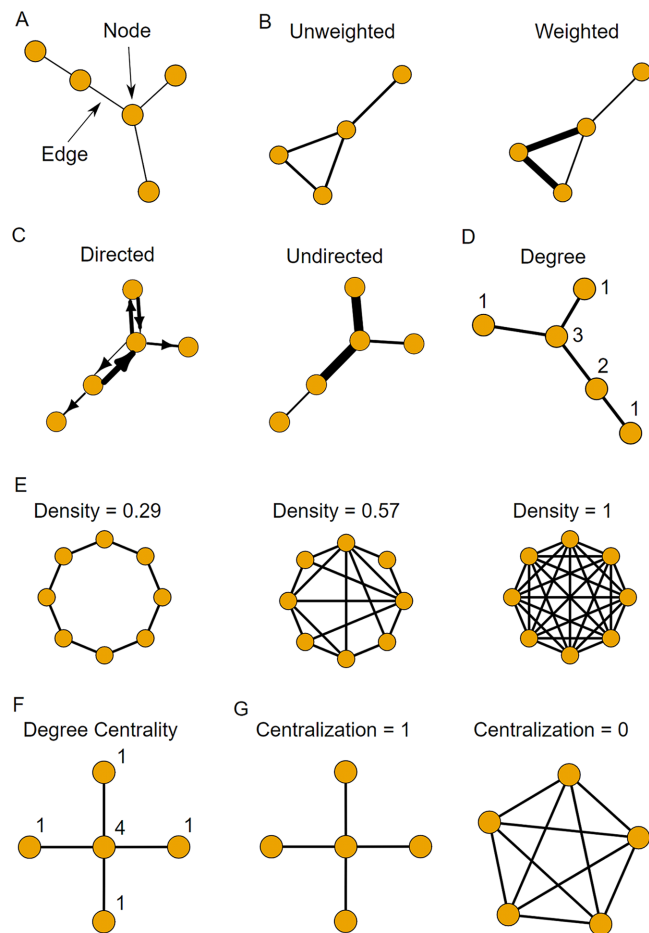 A
Node
Edge
B
Unweighted
Weighted
C
Directed
Undirected
D
Degree
1
1
3
2
1
E
Density = 0.29
Density = 0.57
Density = 1
F
Degree Centrality
1
1
4
1
1
G
Centralization = 1
Centralization = 0